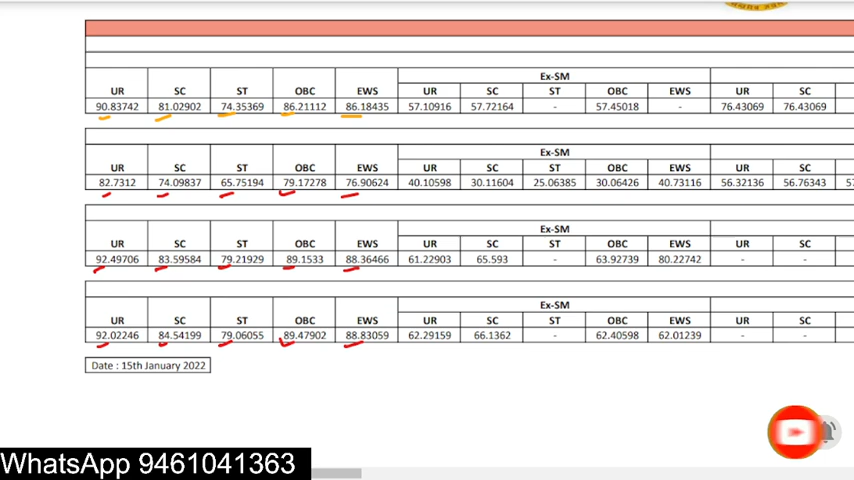 Ex-SM
UR SC ST OBC EWS UR SC ST OBC EWS UR SC
90.83742 81.02902 74.35369 86.21112 86.18435 57.10916 57.72164 - 57.45018 - 76.43069 76.43069
Ex-SM
UR SC ST OBC EWS UR SC ST OBC EWS UR SC
82.7312 74.09837 65.75194 79.17278 76.90624 40.10598 30.11604 25.06385 30.06426 40.73116 56.32136 56.76343 57
Ex-SM
UR SC ST OBC EWS UR SC ST OBC EWS UR SC
92.49706 83.59584 79.21929 89.1533 88.36466 61.22903 65.593 - 63.92739 80.22742 - -
Ex-SM
UR SC ST OBC EWS UR SC ST OBC EWS UR SC
92.02246 84.54199 79.06055 89.47902 88.83059 62.29159 66.1362 - 62.40598 62.01239 - -
Date : 15th January 2022
WhatsApp 9461041363